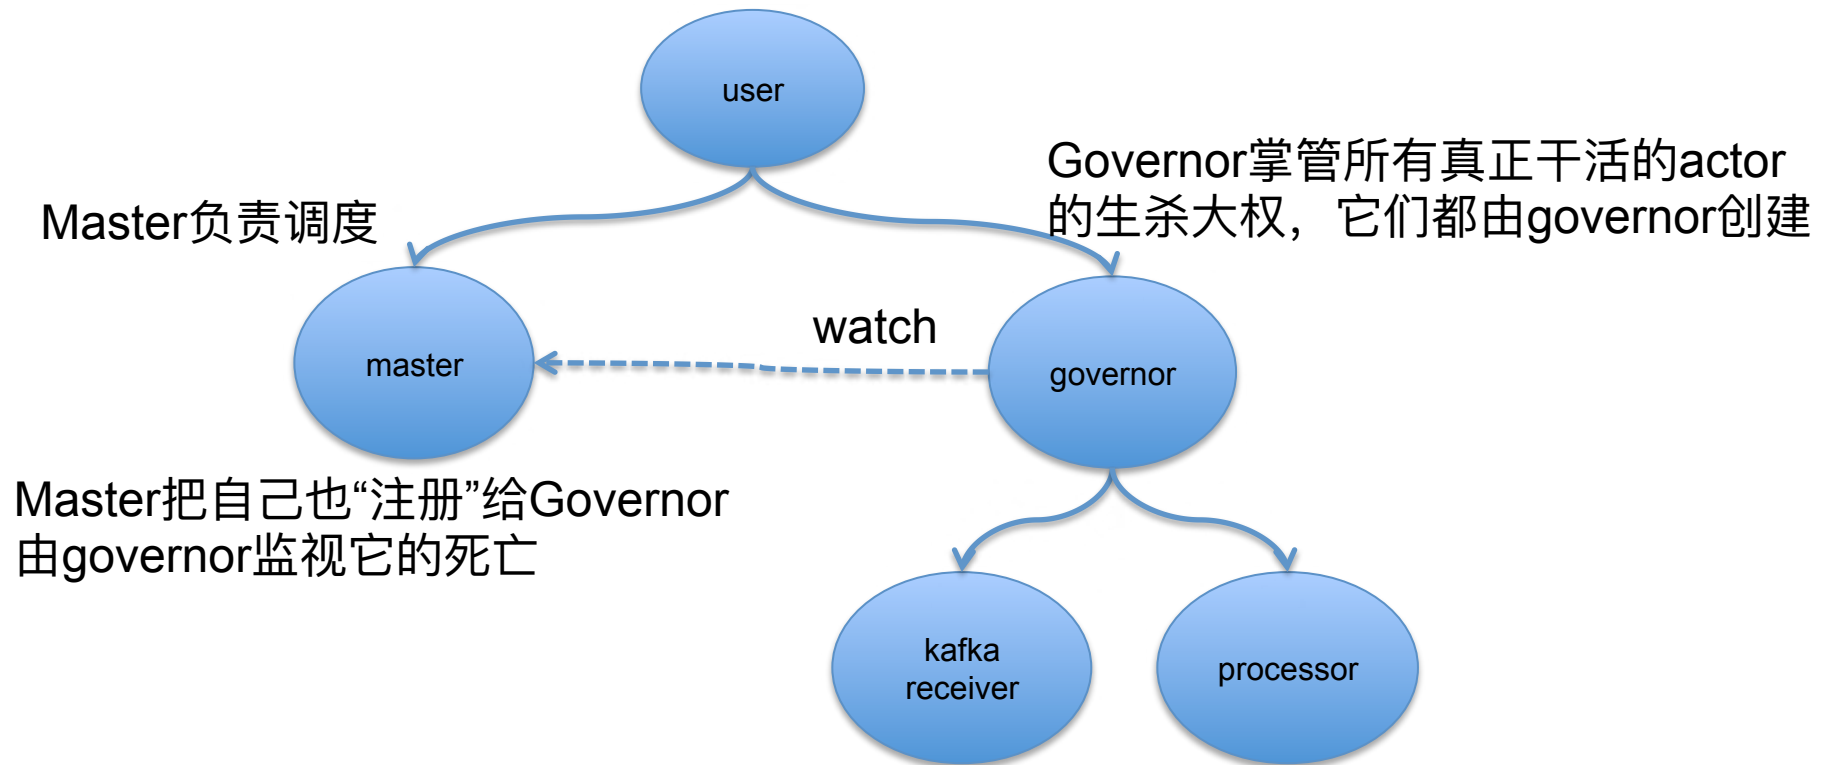 user
Governor掌管所有真正干活的actor
的生杀大权，它们都由governor创建
Master负责调度
watch
master
governor
Master把自己也“注册”给Governor
由governor监视它的死亡
kafka
receiver
processor